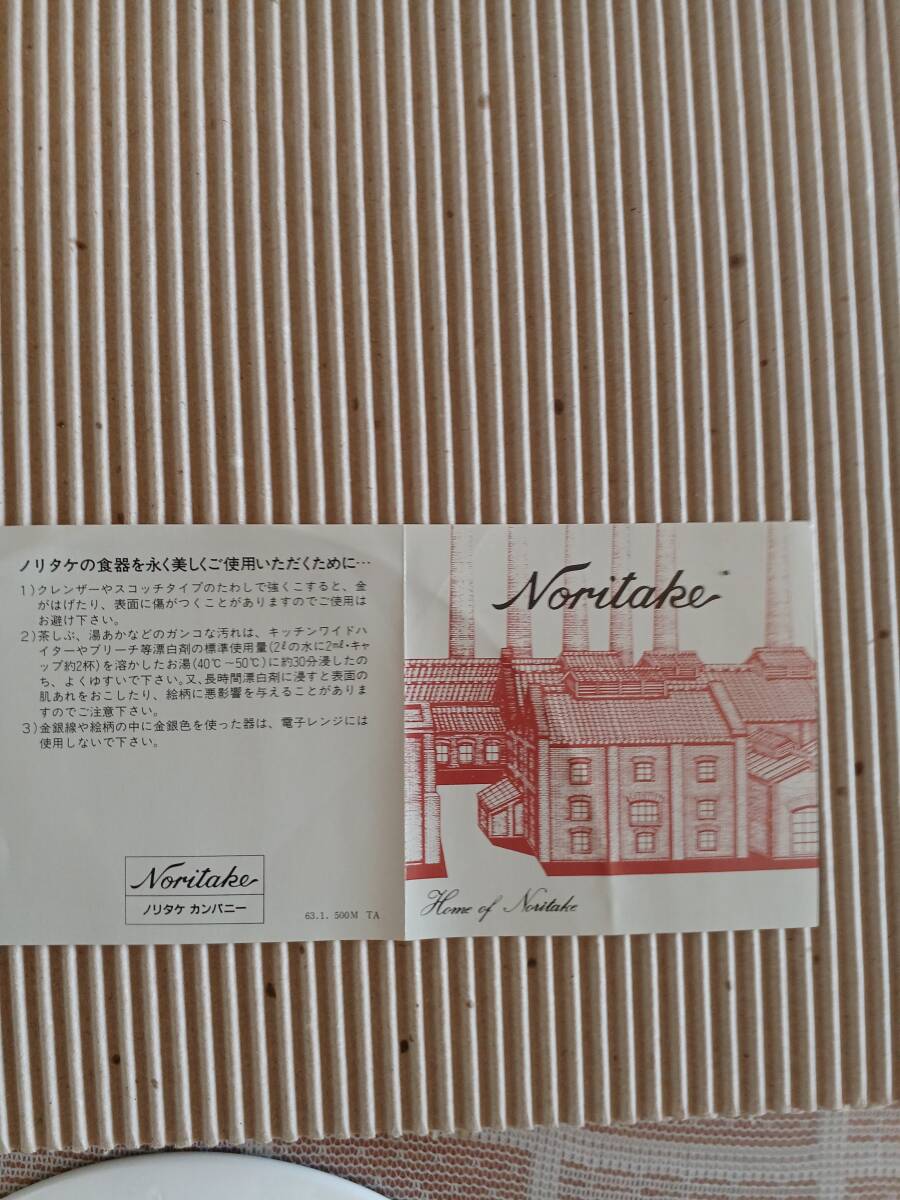 ノリタケの食器を永く美しくご使用いただくために…
1)クレンザーやスコッチタイプのたわしで強くこすると、金
がはげたり、表面に傷がつくことがありますのでご使用は
お避け下さい。
2)茶しぶ、湯あかなどのガンコな汚れは、キッチンワイドハ
イターやブリーチ等漂白剤の標準使用量(2ℓの水に2mℓ・キャ
ップ約2杯)を溶かしたお湯(40℃〜50℃)に約30分浸したの
ち、よくゆすいで下さい。又、長時間漂白剤に浸すと表面の
肌あれをおこしたり、絵柄に悪影響を与えることがありま
すのでご注意下さい。
3)金銀線や絵柄の中に金銀色を使った器は、電子レンジには
使用しないで下さい。
Noritake
ノリタケ カンパニー
63.1. 500M TA
Noritake
Home of Noritake